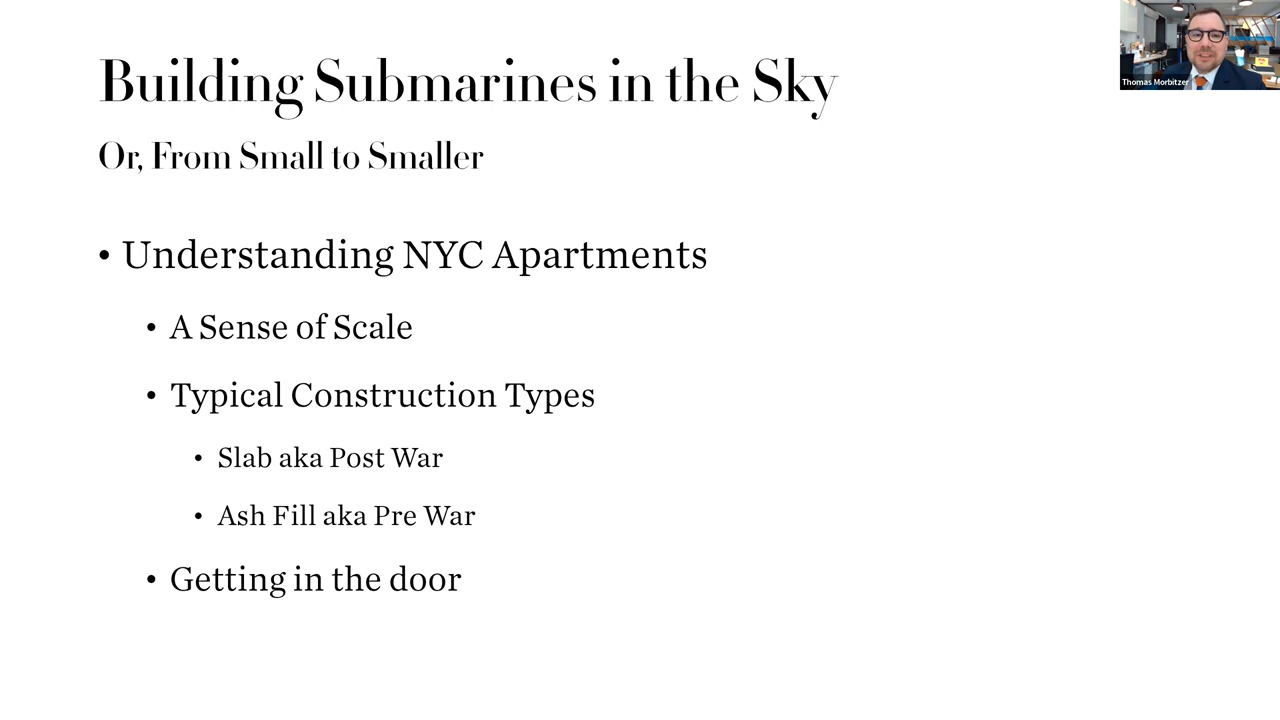 Building Submarines in the Sky
Or, From Small to Smaller
• Understanding NYC Apartments
• A Sense of Scale
• Typical Construction Types
• Slab aka Post War
• Ash Fill aka Pre War
• Getting in the door
Thomas Morbitzer